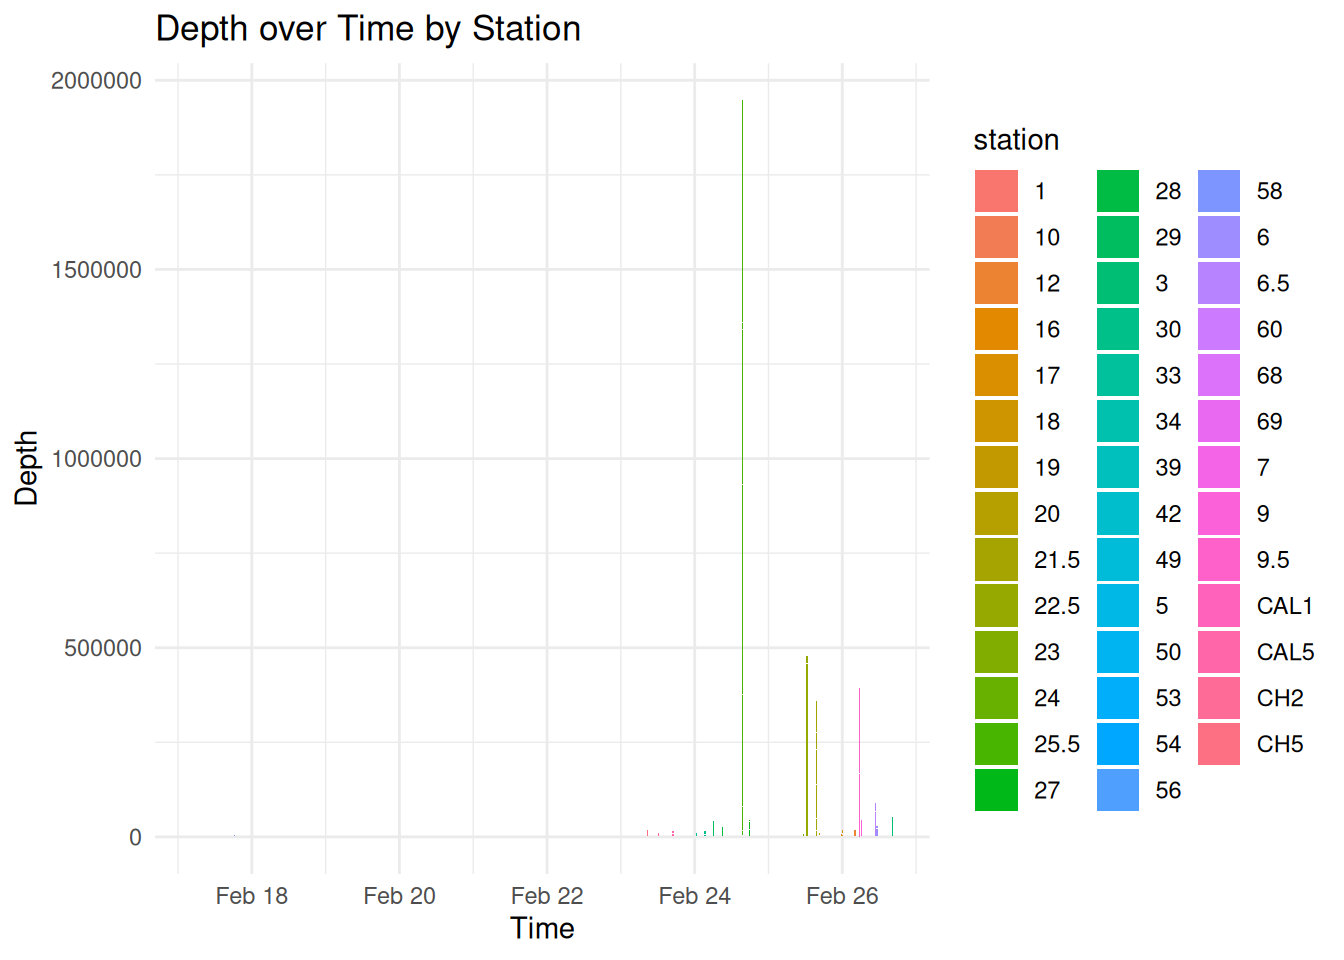 Depth over Time by Station
2000000
1500000
1000000
500000
0
Depth
Feb 18 Feb 20 Feb 22 Feb 24 Feb 26
Time
station
1 28 58
10 29 6
12 3 6.5
16 30 60
17 33 68
18 34 69
19 39 7
20 42 9
21.5 49 9.5
22.5 5 CAL1
23 50 CAL5
24 53 CH2
25.5 54 CH5
27 56